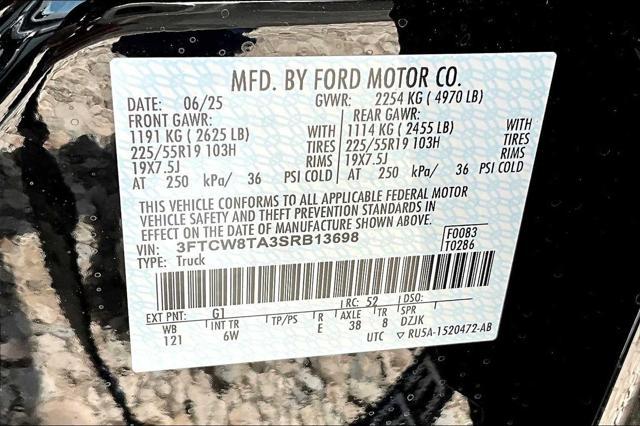 MFD. BY FORD MOTOR CO.
DATE: 06/25 GVWR: 2254 KG ( 4970 LB)
FRONT GAWR: REAR GAWR:
1191 KG ( 2625 LB) WITH 1114 KG ( 2455 LB) WITH
225/55R19 103H TIRES 225/55R19 103H TIRES
19X7.5J RIMS 19X7.5J RIMS
AT 250 kPa/ 36 PSI COLD AT 250 kPa/ 36 PSI COLD
THIS VEHICLE CONFORMS TO ALL APPLICABLE FEDERAL MOTOR
VEHICLE SAFETY AND THEFT PREVENTION STANDARDS IN
EFFECT ON THE DATE OF MANUFACTURE SHOWN ABOVE.
VIN: 3FTCW8TA3SRB13698 F0083
TYPE: Truck T0286
EXT PNT: G1 RC: 52 DSO:
WB INT TR TP/PS R AXLE TR SPR
121 6W E 38 8 DZJK
UTC ▽ RU5A-1520472-AB